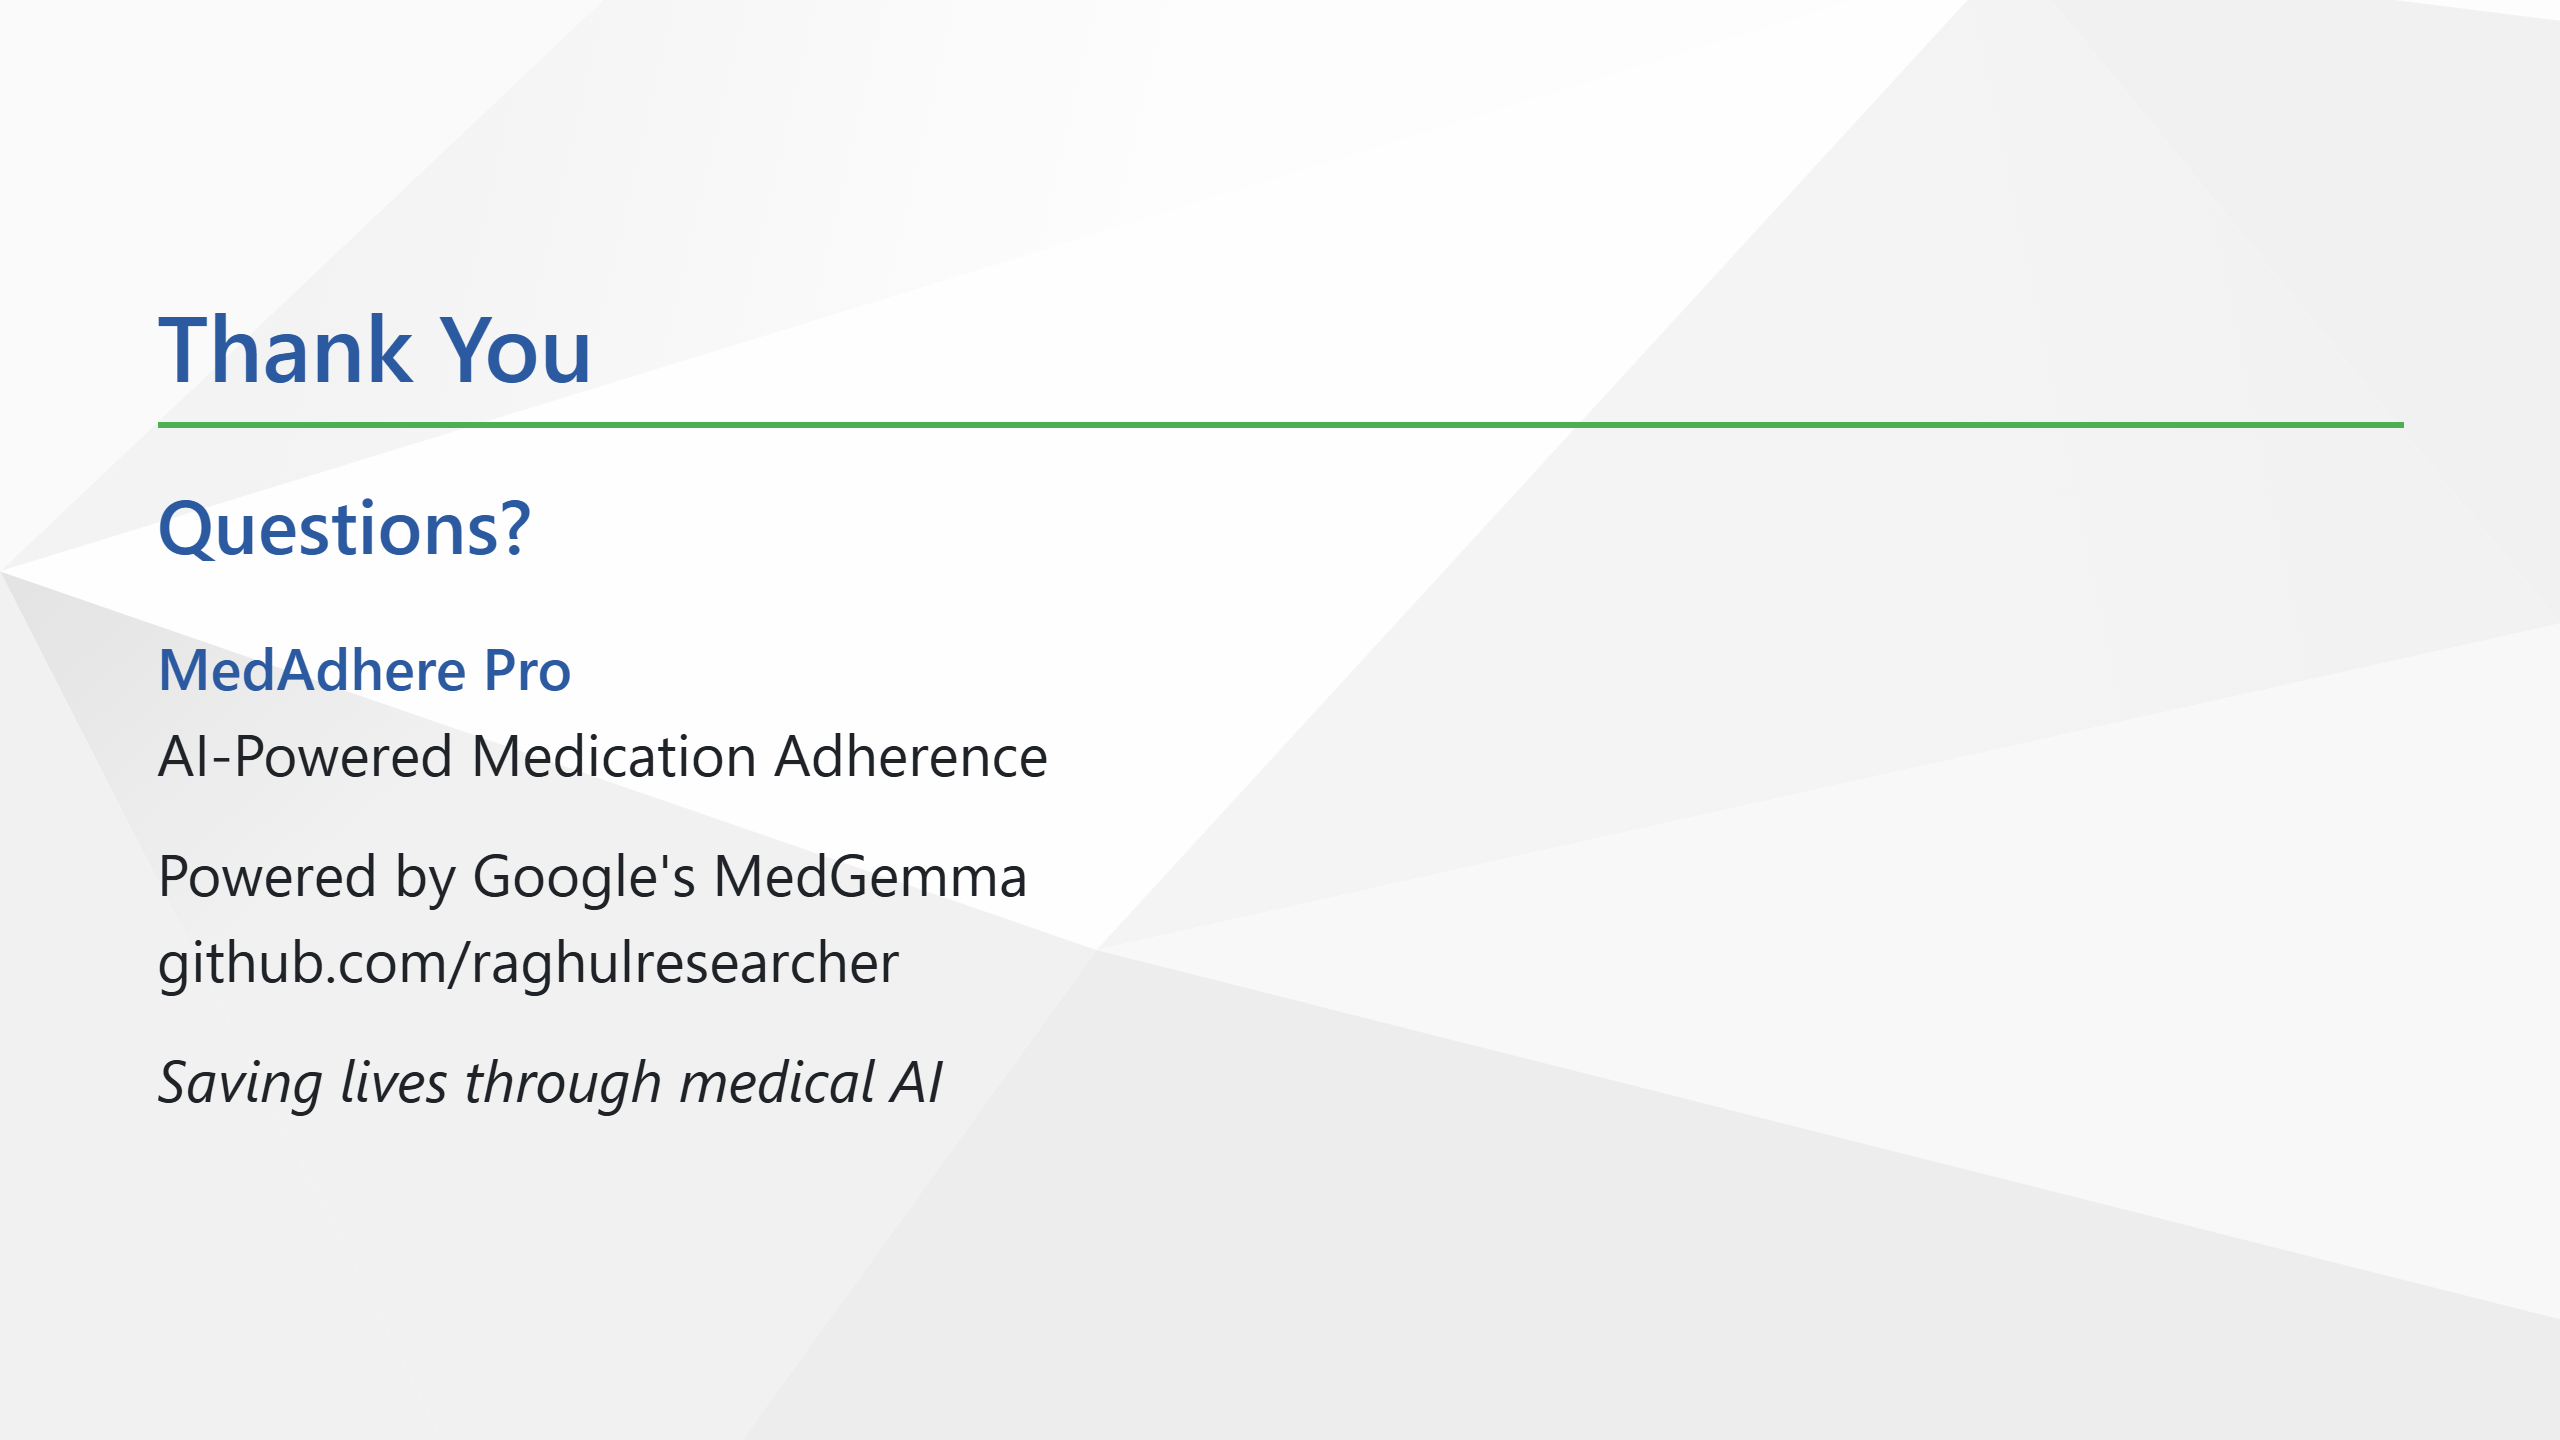 Thank You
Questions?
MedAdhere Pro
AI-Powered Medication Adherence
Powered by Google's MedGemma
github.com/raghulresearcher
Saving lives through medical AI